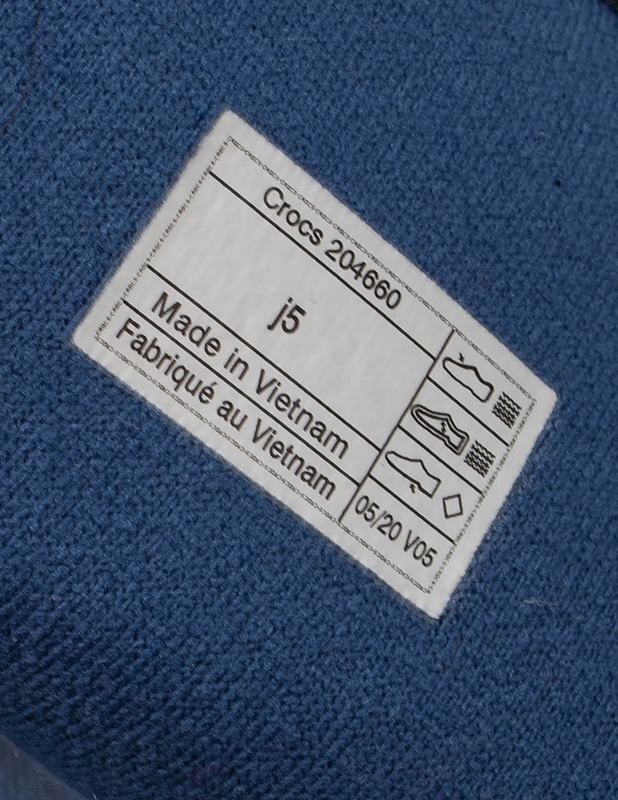 Crocs 204660
j5
Made in Vietnam
Fabriqué au Vietnam
05/20 V05